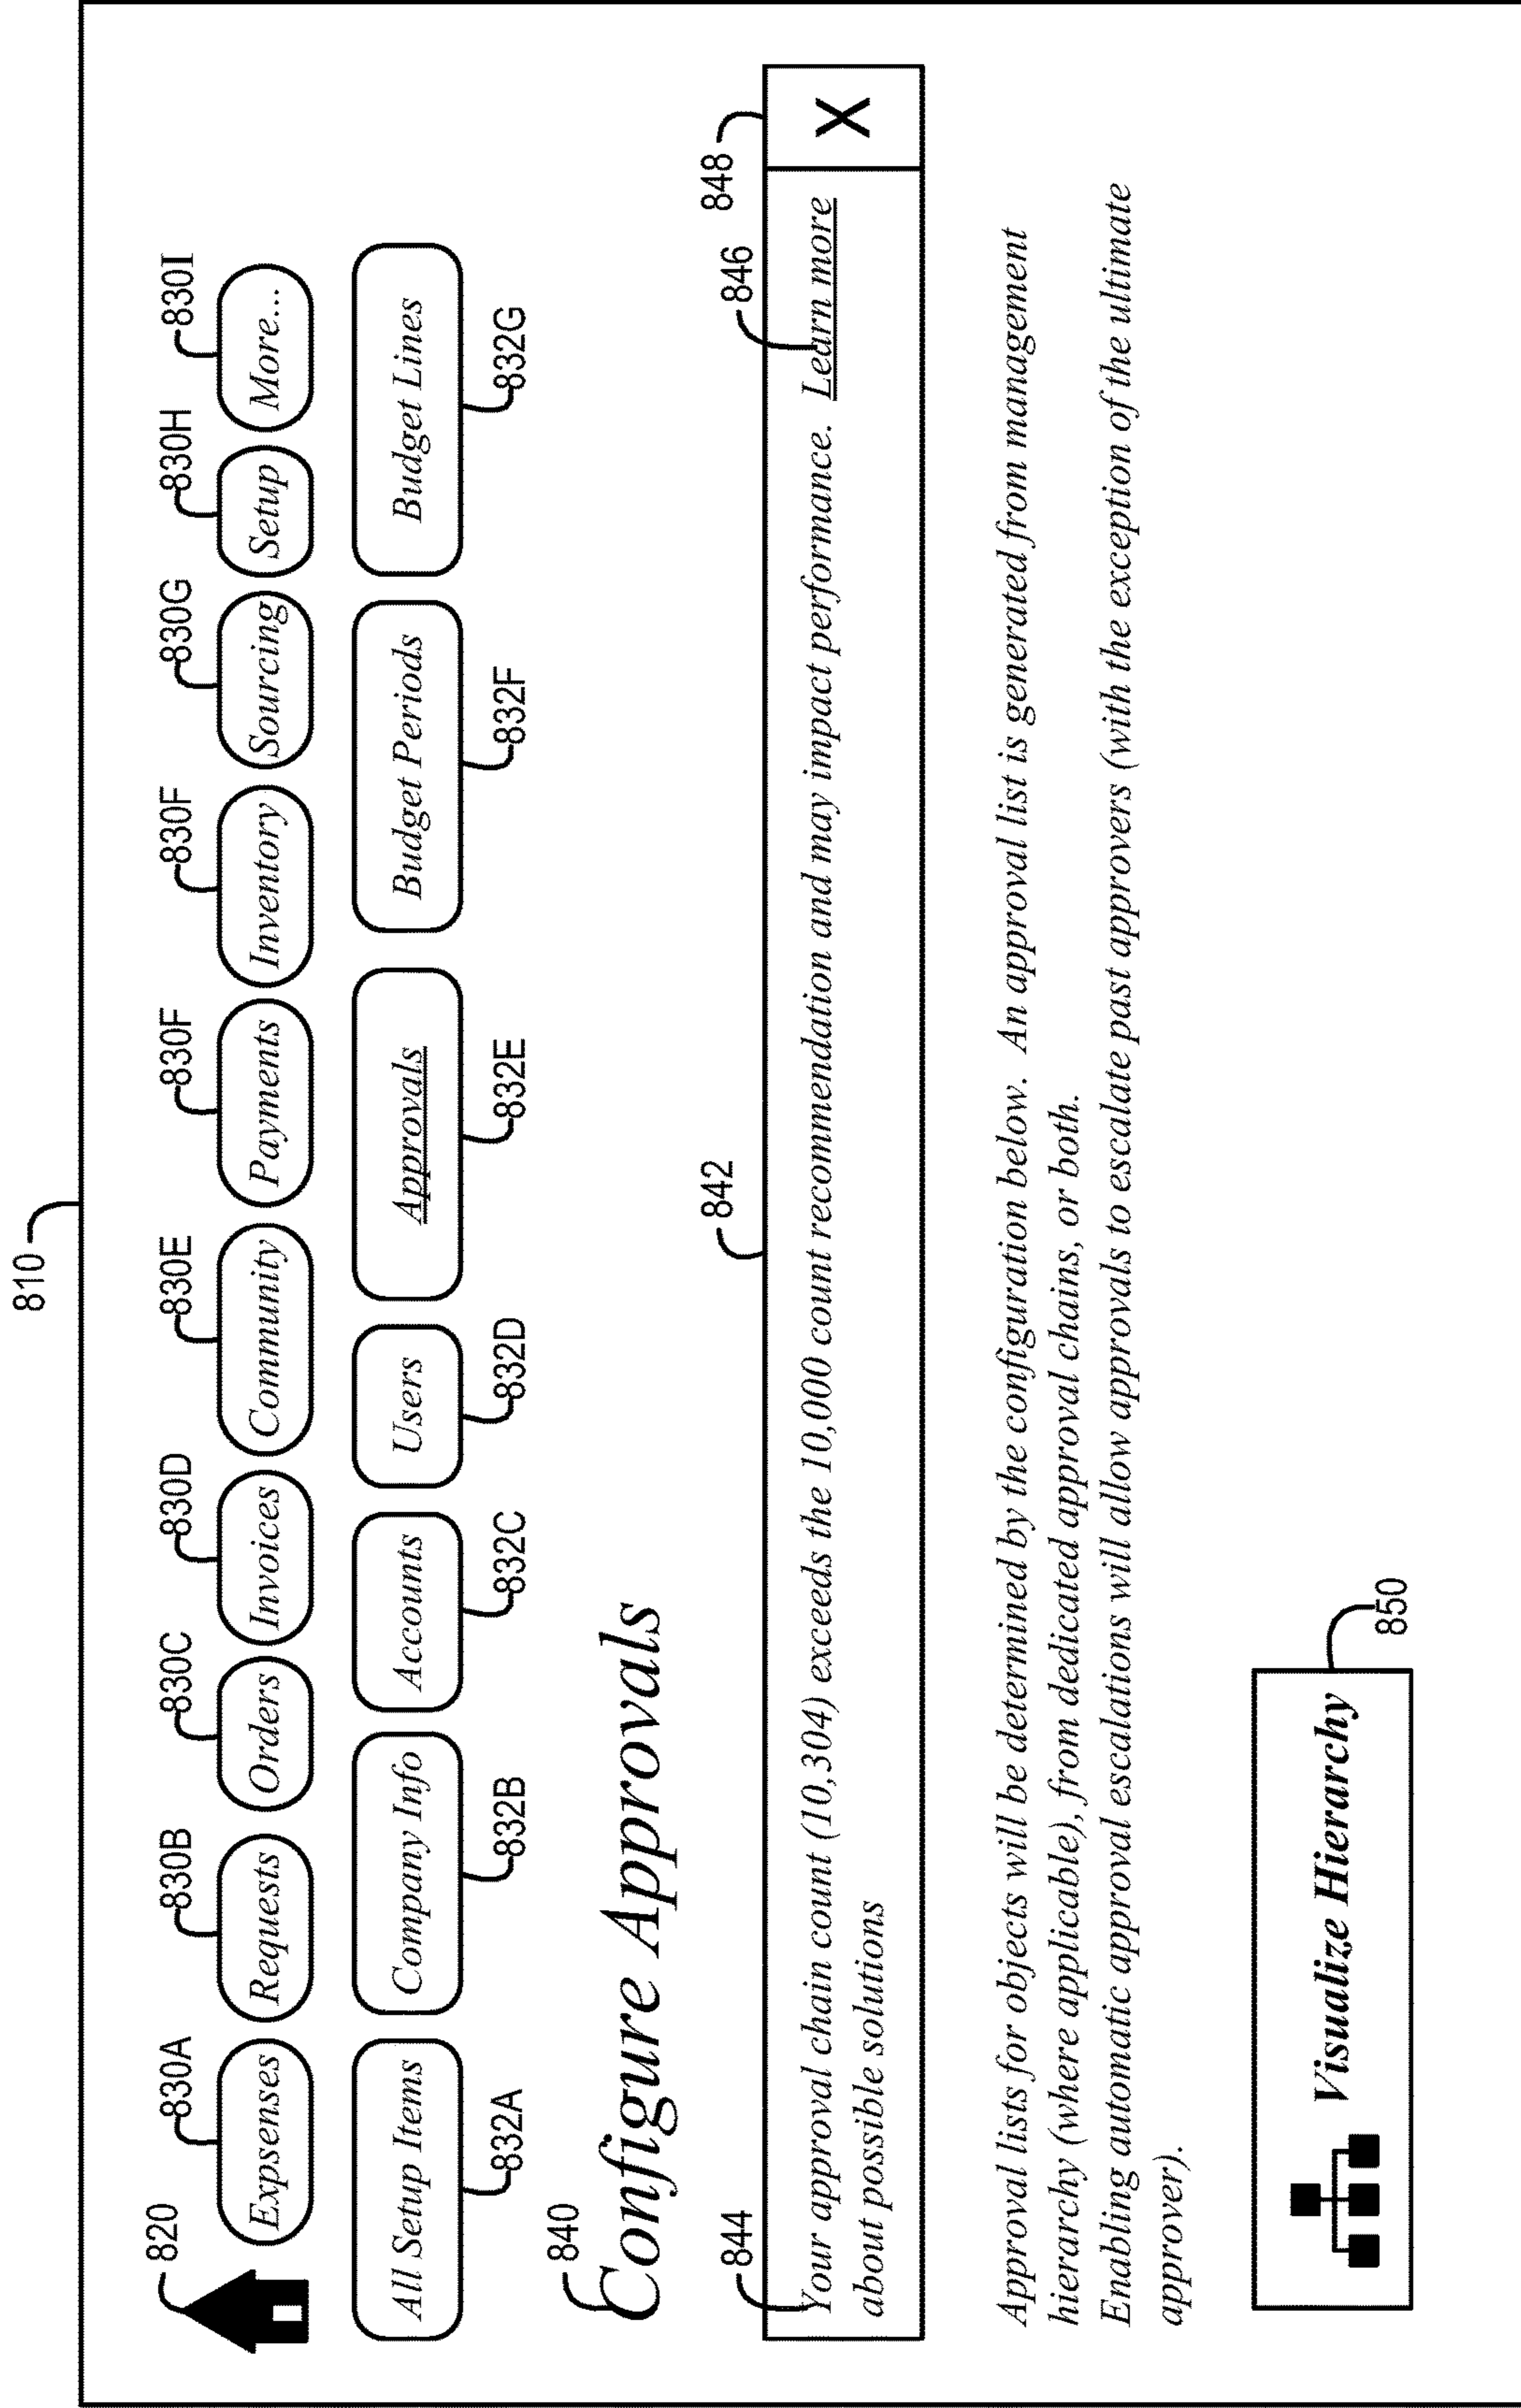 810
820 830A 830B 830C 830D 830E 830F 830F 830G 830H 830I
Expsenses Requests Orders Invoices Community Payments Inventory Sourcing Setup More...
All Setup Items Company Info Accounts Users Approvals Budget Periods Budget Lines
832A 832B 832C 832D 832E 832F 832G
840
Configure Approvals
844 842 846 848
Your approval chain count (10,304) exceeds the 10,000 count recommendation and may impact performance. Learn more X
about possible solutions
Approval lists for objects will be determined by the configuration below. An approval list is generated from management
hierarchy (where applicable), from dedicated approval chains, or both.
Enabling automatic approval escalations will allow approvals to escalate past approvers (with the exception of the ultimate
approver).
Visualize Hierarchy
850